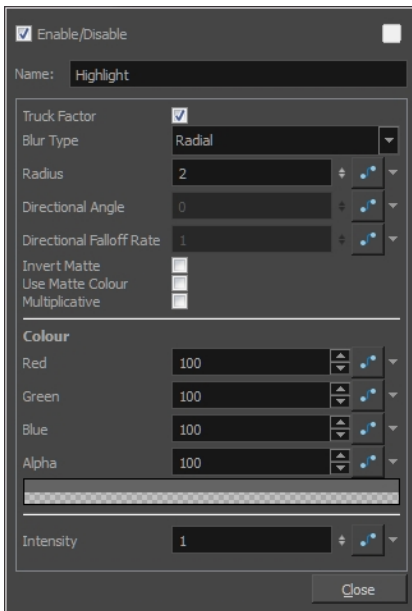 Enable/Disable
Name: Highlight
Truck Factor
Blur Type Radial
Radius 2
Directional Angle 0
Directional Falloff Rate 1
Invert Matte
Use Matte Colour
Multiplicative
Colour
Red 100
Green 100
Blue 100
Alpha 100
Intensity 1
Close